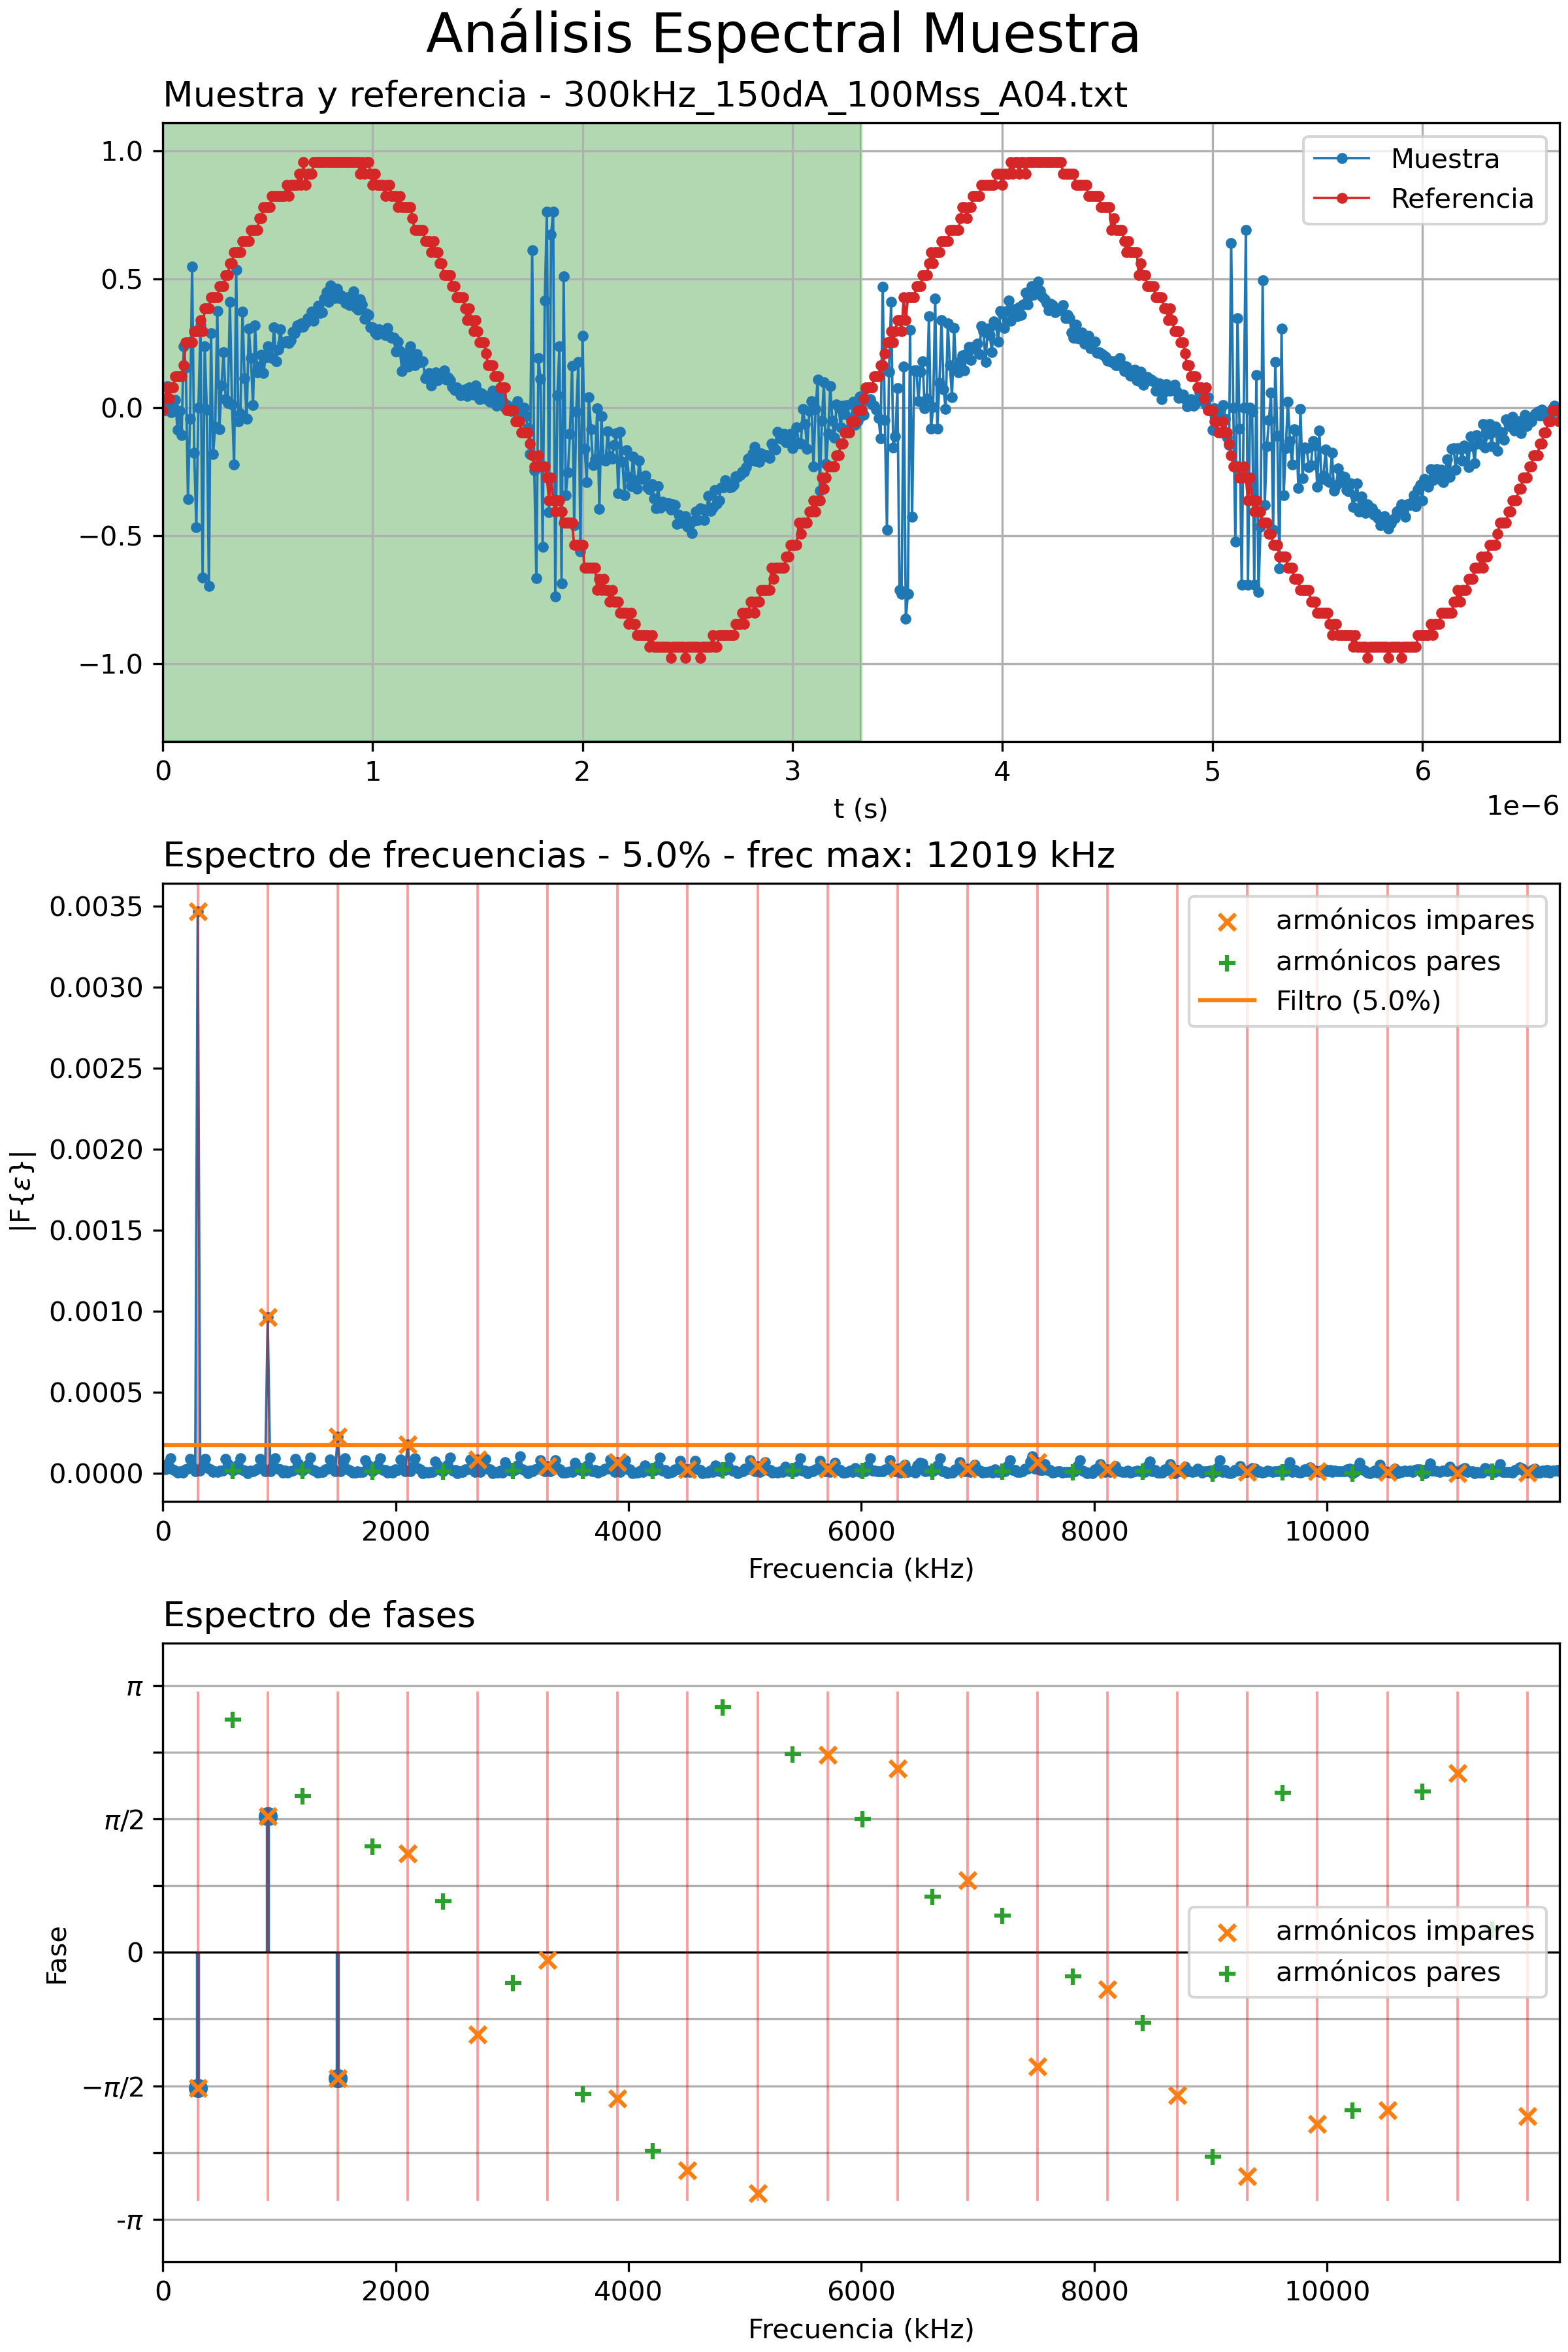 Análisis Espectral Muestra
Muestra y referencia - 300kHz_150dA_100Mss_A04.txt
1.0
0.5
0.0
−0.5
−1.0
Muestra
Referencia
0 1 2 3 4 5 6
t (s)
1e−6
Espectro de frecuencias - 5.0% - frec max: 12019 kHz
0.0035
0.0030
0.0025
0.0020
0.0015
0.0010
0.0005
0.0000
|F{ε}|
armónicos impares
armónicos pares
Filtro (5.0%)
0 2000 4000 6000 8000 10000
Frecuencia (kHz)
Espectro de fases
π
π/2
0
−π/2
-π
Fase
armónicos impares
armónicos pares
0 2000 4000 6000 8000 10000
Frecuencia (kHz)